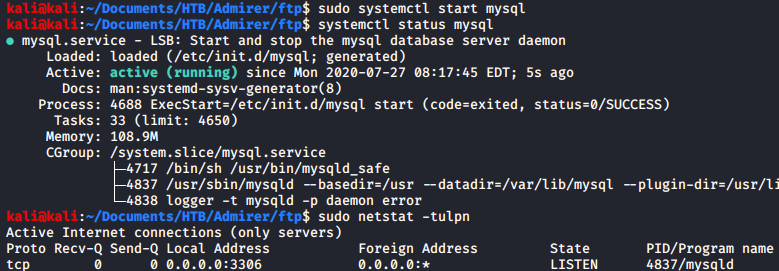 kali@kali:~/Documents/HTB/Admirer/ftp$ sudo systemctl start mysql
kali@kali:~/Documents/HTB/Admirer/ftp$ systemctl status mysql
● mysql.service - LSB: Start and stop the mysql database server daemon
Loaded: loaded (/etc/init.d/mysql; generated)
Active: active (running) since Mon 2020-07-27 08:17:45 EDT; 5s ago
Docs: man:systemd-sysv-generator(8)
Process: 4688 ExecStart=/etc/init.d/mysql start (code=exited, status=0/SUCCESS)
Tasks: 33 (limit: 4650)
Memory: 108.9M
CGroup: /system.slice/mysql.service
├─4717 /bin/sh /usr/bin/mysqld_safe
├─4837 /usr/sbin/mysqld --basedir=/usr --datadir=/var/lib/mysql --plugin-dir=/usr/li
└─4838 logger -t mysqld -p daemon error
kali@kali:~/Documents/HTB/Admirer/ftp$ sudo netstat -tulpn
Active Internet connections (only servers)
Proto Recv-Q Send-Q Local Address Foreign Address State PID/Program name
tcp 0 0 0.0.0.0:3306 0.0.0.0:* LISTEN 4837/mysqld